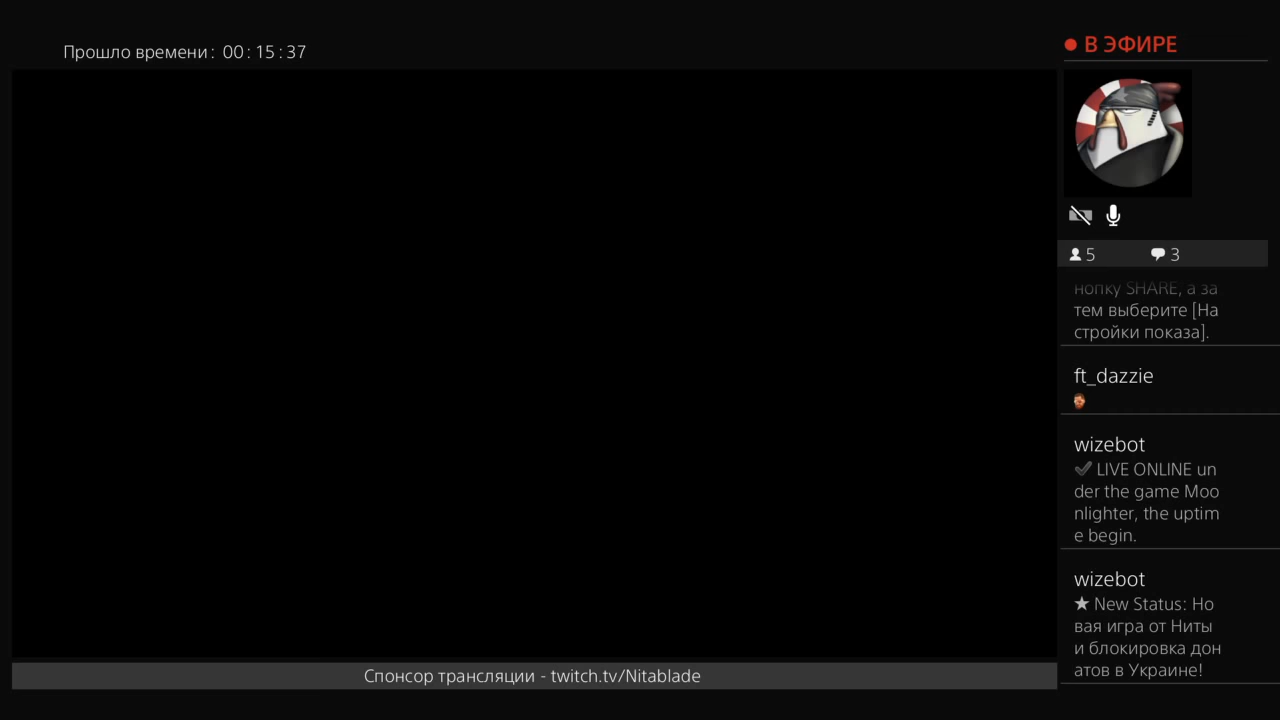 Прошло времени: 00:15:37
В ЭФИРЕ
5 3
нопку SHARE, а за
тем выберите [На
стройки показа].
ft_dazzie
wizebot
✔ LIVE ONLINE un
der the game Moo
nlighter, the uptim
e begin.
wizebot
★ New Status: Но
вая игра от Ниты
и блокировка дон
атов в Украине!
Спонсор трансляции - twitch.tv/Nitablade